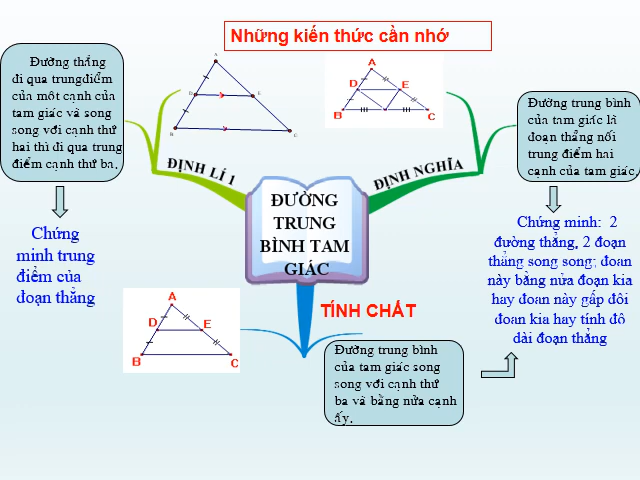 Những kiến thức cần nhớ
Đường thẳng
đi qua trungđiểm
của một cạnh của
tam giác và song
song với cạnh thứ
hai thì đi qua trung
điểm cạnh thứ ba.
A
D
E
B
C
A
D
E
B
C
Đường trung bình
của tam giác là
đoạn thẳng nối
trung điểm hai
cạnh của tam giác
ĐỊNH LÍ 1
ĐỊNH NGHĨA
ĐƯỜNG
TRUNG
BÌNH TAM
GIÁC
Chứng
minh trung
điểm của
đoạn thẳng
Chứng minh: 2
đường thẳng, 2 đoạn
thẳng song song; đoan
này bằng nửa đoạn kia
hay đoan này gấp đôi
đoan kia hay tính đô
dài đoạn thẳng
TÍNH CHẤT
A
D
E
B
C
Đường trung bình
của tam giác song
song với cạnh thứ
ba và bằng nửa cạnh
ấy.